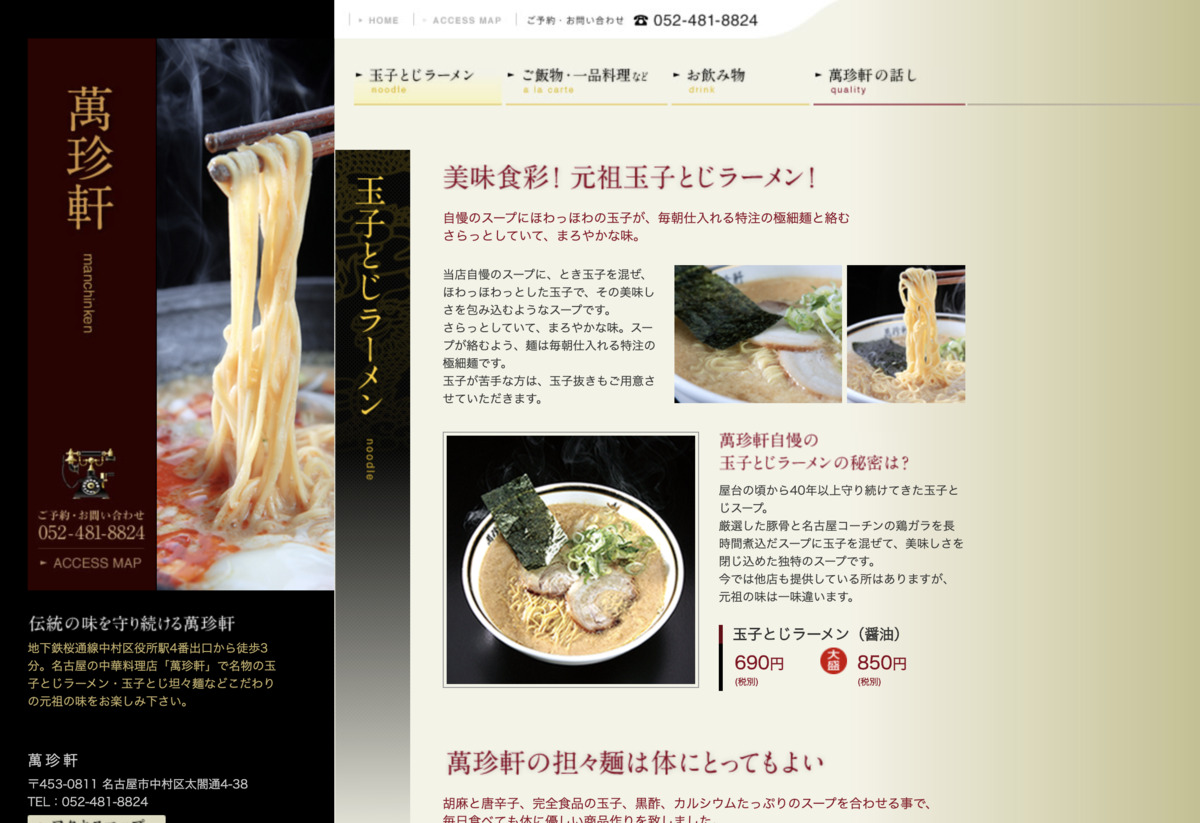 HOME
ACCESS MAP
ご予約・お問い合わせ
052-481-8824
玉子とじラーメン
noodle
ご飯物・一品料理など
a la carte
お飲み物
drink
萬珍軒の話し
quality
萬珍軒
manchinken
ご予約・お問い合わせ
052-481-8824
ACCESS MAP
伝統の味を守り続ける萬珍軒
地下鉄桜通線中村区役所駅4番出口から徒歩3
分。名古屋の中華料理店「萬珍軒」で名物の玉
子とじラーメン・玉子とじ坦々麺などこだわり
の元祖の味をお楽しみ下さい。
萬珍軒
〒453-0811 名古屋市中村区太閤通4-38
TEL：052-481-8824
玉子とじラーメン
noodle
美味食彩！元祖玉子とじラーメン！
自慢のスープにほわっほわの玉子が、毎朝仕入れる特注の極細麺と絡む
さらっとしていて、まろやかな味。
当店自慢のスープに、とき玉子を混ぜ、
ほわっほわっとした玉子で、その美味し
さを包み込むようなスープです。
さらっとしていて、まろやかな味。スー
プが絡むよう、麺は毎朝仕入れる特注の
極細麺です。
玉子が苦手な方は、玉子抜きもご用意さ
せていただきます。
萬珍軒自慢の
玉子とじラーメンの秘密は？
屋台の頃から40年以上守り続けてきた玉子と
じスープ。
厳選した豚骨と名古屋コーチンの鶏ガラを長
時間煮込だスープに玉子を混ぜて、美味しさを
閉じ込めた独特のスープです。
今では他店も提供している所はありますが、
元祖の味は一味違います。
玉子とじラーメン（醤油）
690円
(税別)
大盛
850円
(税別)
萬珍軒の担々麺は体にとってもよい
胡麻と唐辛子、完全食品の玉子、黒酢、カルシウムたっぷりのスープを合わせる事で、
毎日食べても体に優しい商品作りを致しました。